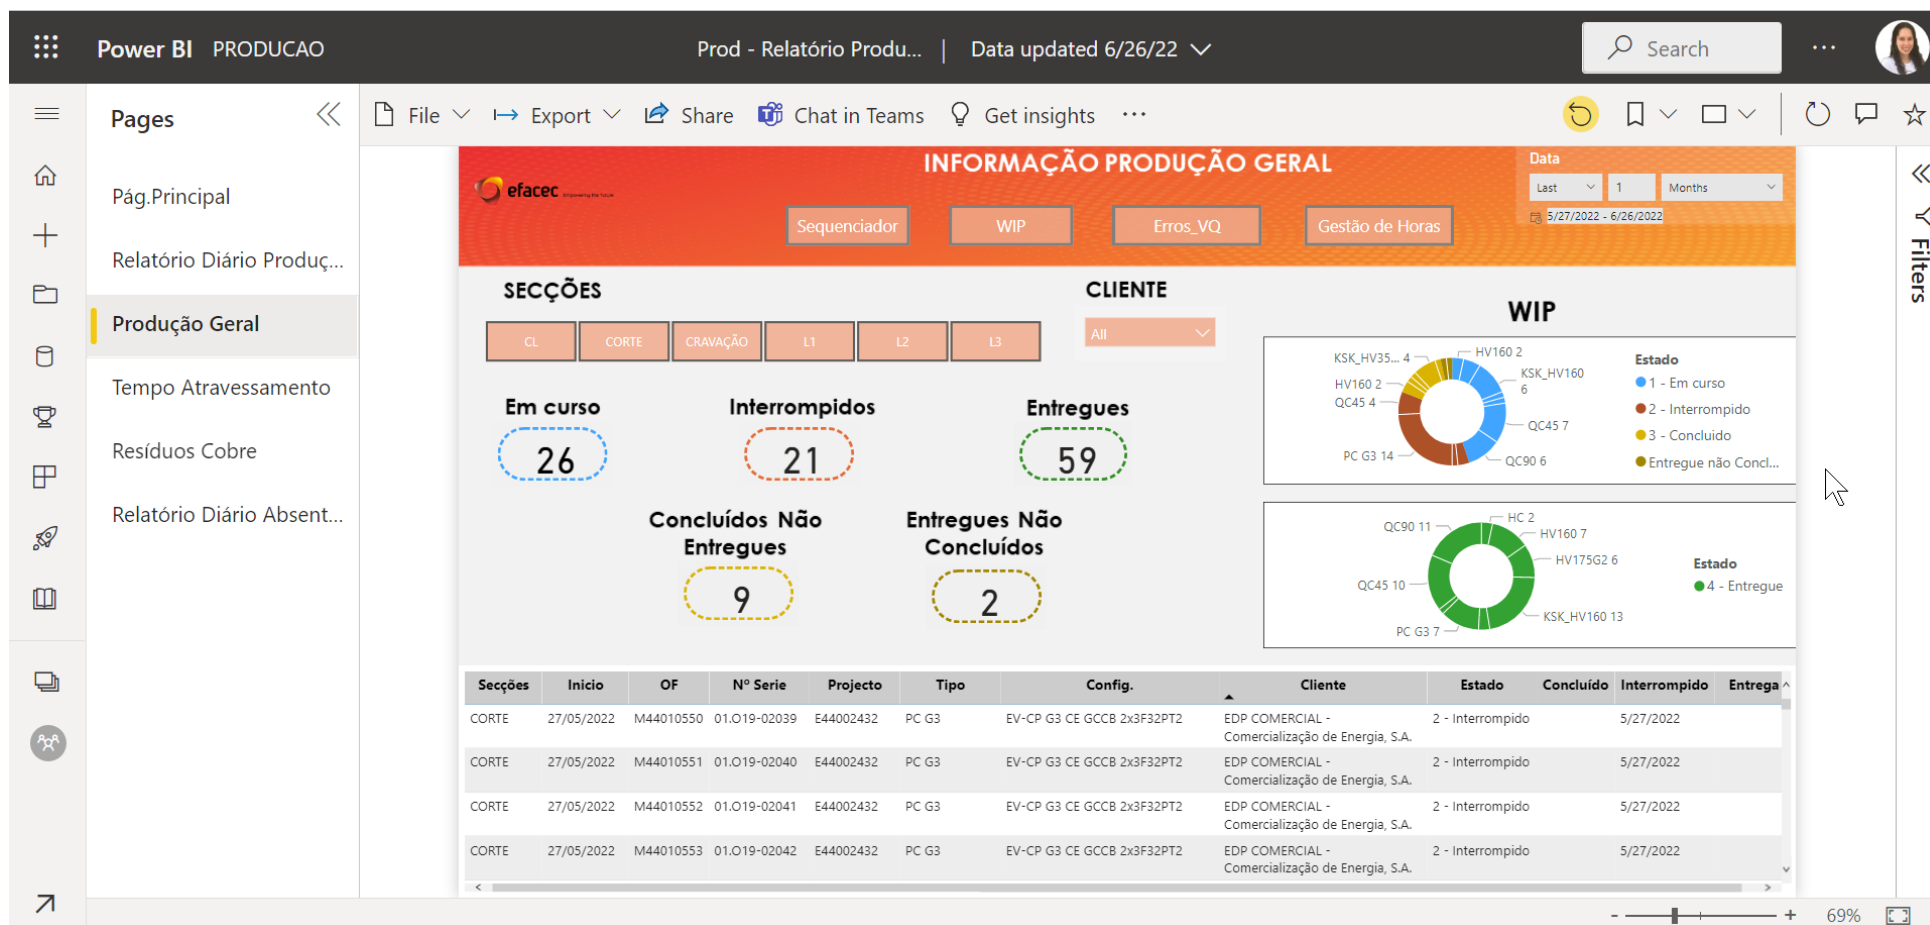 Power BI PRODUCAO
Prod - Relatório Produ... | Data updated 6/26/22
Search
...
Pages
File
Export
Share
Chat in Teams
Get insights
...
Pág.Principal
Relatório Diário Produç...
Produção Geral
Tempo Atravessamento
Resíduos Cobre
Relatório Diário Absent...
Filters
efacec
INFORMAÇÃO PRODUÇÃO GERAL
Data
Last 1 Months
5/27/2022 - 6/26/2022
Sequenciador
WIP
Erros_VQ
Gestão de Horas
SECÇÕES
CL
CORTE
CRAVAÇÃO
L1
L2
L3
CLIENTE
All
Em curso
26
Interrompidos
21
Entregues
59
Concluídos Não
Entregues
9
Entregues Não
Concluídos
2
WIP
KSK_HV35... 4
HV160 2
HV160 2
KSK_HV160
6
QC45 4
QC45 7
PC G3 14
QC90 6
Estado
1 - Em curso
2 - Interrompido
3 - Concluido
Entregue não Concl...
QC90 11
HC 2
HV160 7
HV175G2 6
QC45 10
KSK_HV160 13
PC G3 7
Estado
4 - Entregue
Secções Inicio OF Nº Serie Projecto Tipo Config. Cliente Estado Concluído Interrompido Entrega
CORTE 27/05/2022 M44010550 01.O19-02039 E44002432 PC G3 EV-CP G3 CE GCCB 2x3F32PT2 EDP COMERCIAL - 2 - Interrompido 5/27/2022
Comercialização de Energia, S.A.
CORTE 27/05/2022 M44010551 01.O19-02040 E44002432 PC G3 EV-CP G3 CE GCCB 2x3F32PT2 EDP COMERCIAL - 2 - Interrompido 5/27/2022
Comercialização de Energia, S.A.
CORTE 27/05/2022 M44010552 01.O19-02041 E44002432 PC G3 EV-CP G3 CE GCCB 2x3F32PT2 EDP COMERCIAL - 2 - Interrompido 5/27/2022
Comercialização de Energia, S.A.
CORTE 27/05/2022 M44010553 01.O19-02042 E44002432 PC G3 EV-CP G3 CE GCCB 2x3F32PT2 EDP COMERCIAL - 2 - Interrompido 5/27/2022
Comercialização de Energia, S.A.
- + 69%